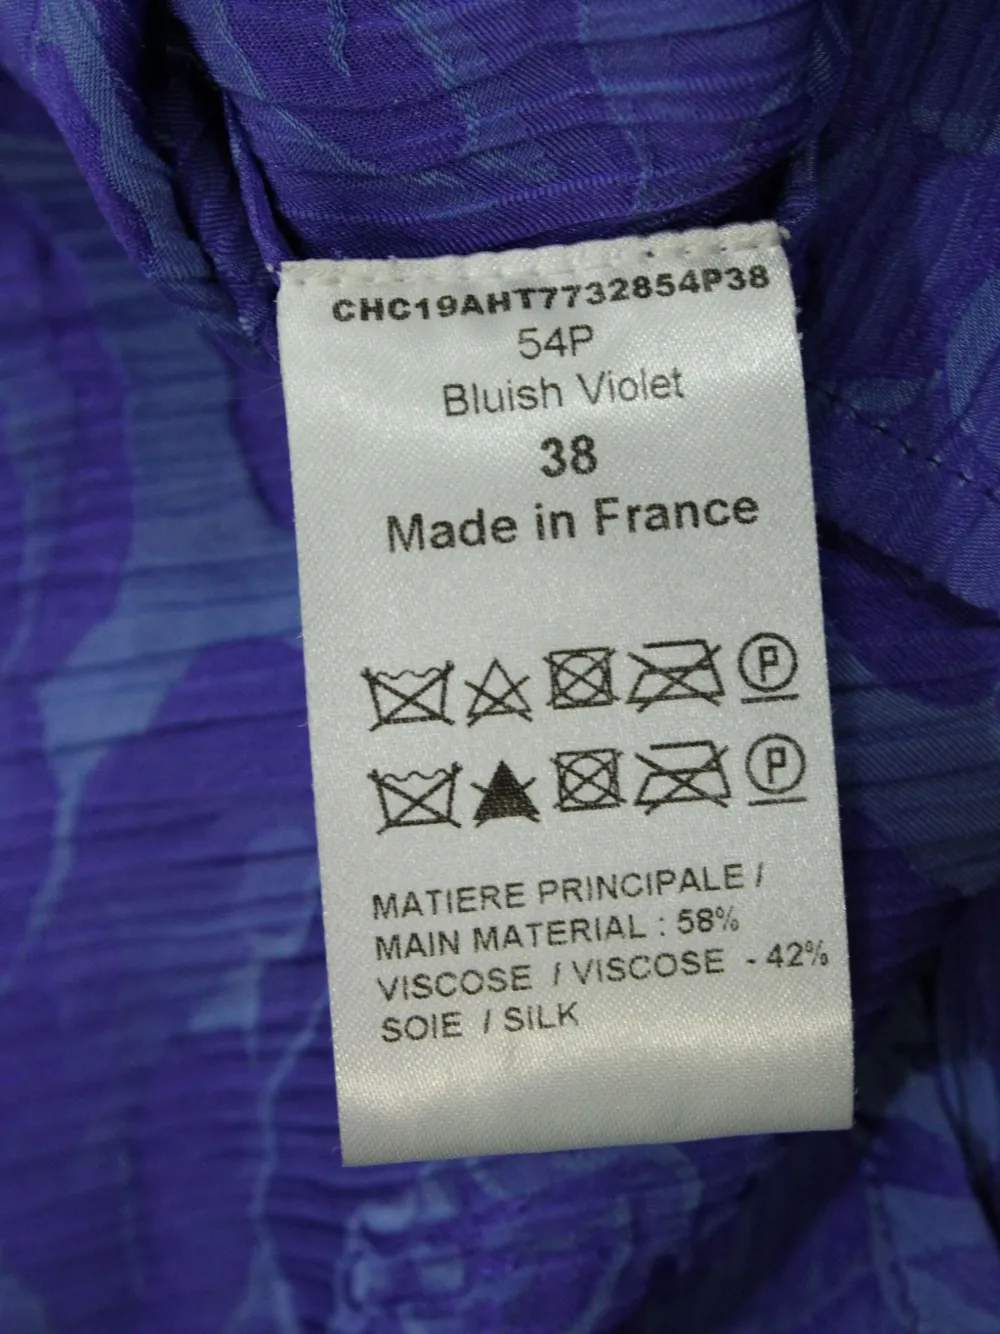 CHC19AHT7732854P38
54P
Bluish Violet
38
Made in France
P
P
MATIERE PRINCIPALE /
MAIN MATERIAL : 58%
VISCOSE / VISCOSE - 42%
SOIE / SILK